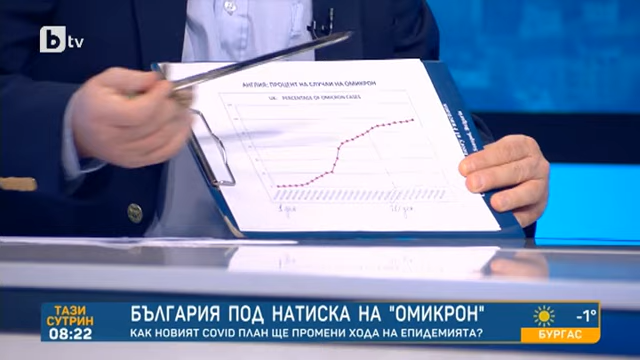 btv
АНГЛИЯ: ПРОЦЕНТ НА СЛУЧАИ НА ОМИКРОН
UK - PERCENTAGE OF OMICRON CASES
ТАЗИ
СУТРИН
08:22
БЪЛГАРИЯ ПОД НАТИСКА НА "ОМИКРОН"
КАК НОВИЯТ COVID ПЛАН ЩЕ ПРОМЕНИ ХОДА НА ЕПИДЕМИЯТА?
-1°
БУРГАС